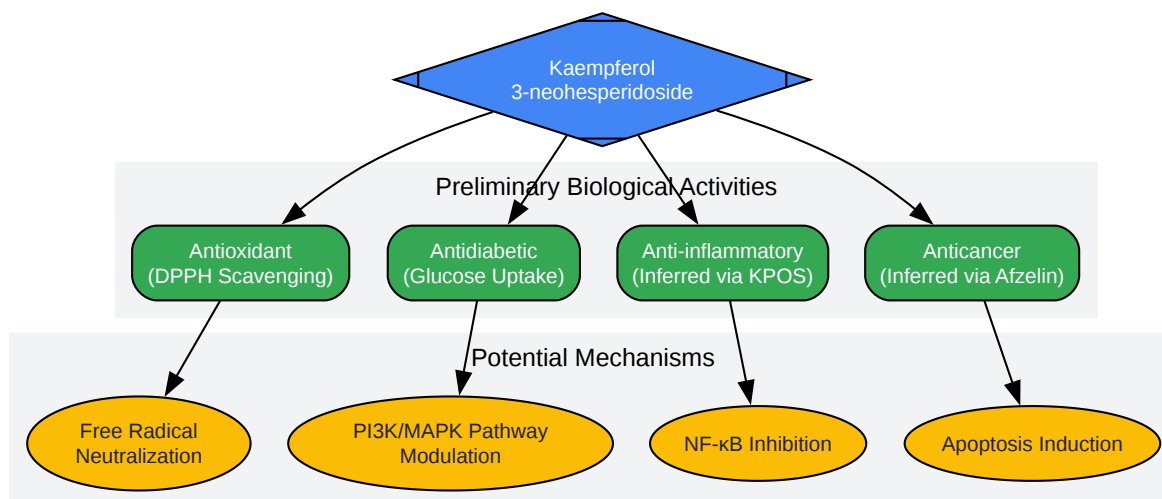 Kaempferol
3-neohesperidoside
Preliminary Biological Activities
Antioxidant
(DPPH Scavenging)
Antidiabetic
(Glucose Uptake)
Anti-inflammatory
(Inferred via KPOS)
Anticancer
(Inferred via Afzelin)
Potential Mechanisms
Free Radical
Neutralization
PI3K/MAPK Pathway
Modulation
NF-κB Inhibition
Apoptosis Induction